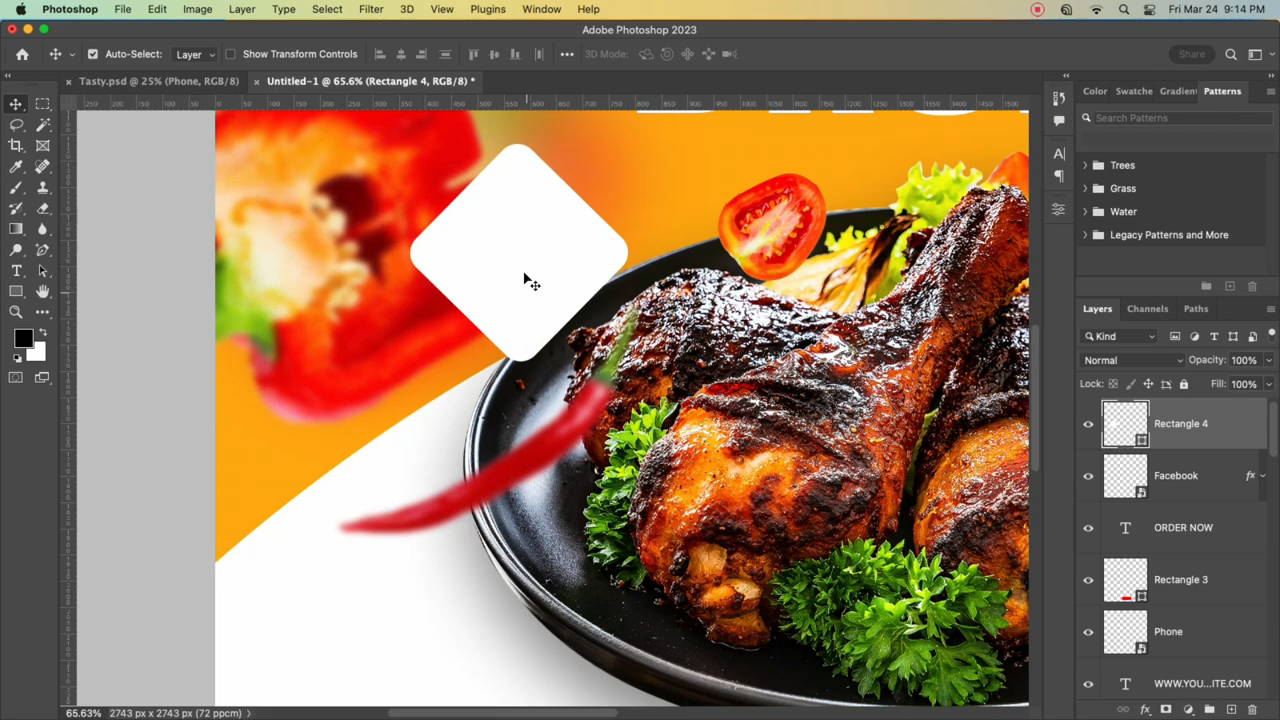 Photoshop File Edit Image Layer Type Select Filter 3D View Plugins Window Help Fri Mar 24 9:14 PM
Adobe Photoshop 2023
Auto-Select: Layer Show Transform Controls 3D Mode: Share
Tasty.psd @ 25% (Phone, RGB/8) Untitled-1 @ 65.6% (Rectangle 4, RGB/8) *
Color Swatche Gradien Patterns
Search Patterns
Trees
Grass
Water
Legacy Patterns and More
Layers Channels Paths
Kind
Normal Opacity: 100%
Lock: Fill: 100%
Rectangle 4
Facebook fx
T ORDER NOW
Rectangle 3
Phone
T WWW.YOU...ITE.COM
65.63% 2743 px x 2743 px (72 ppcm)